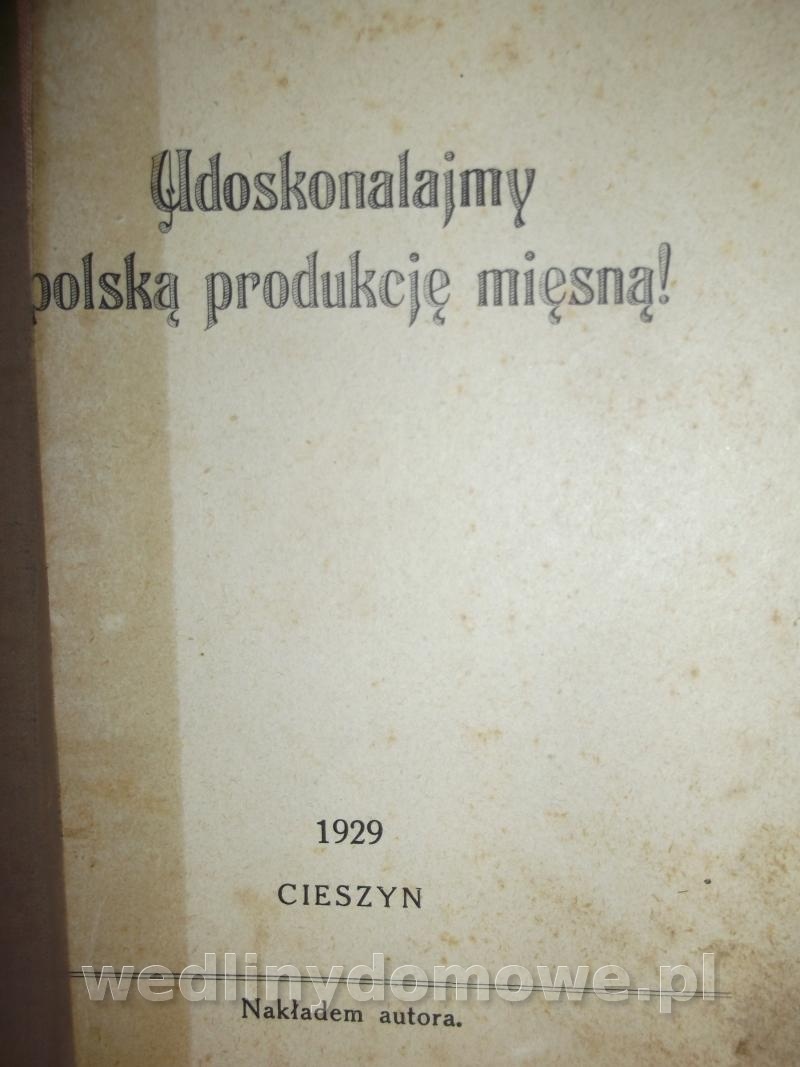 Udoskonalajmy
polską produkcję mięsną!
1929
CIESZYN
wedlinydomowe.pl
Nakładem autora.